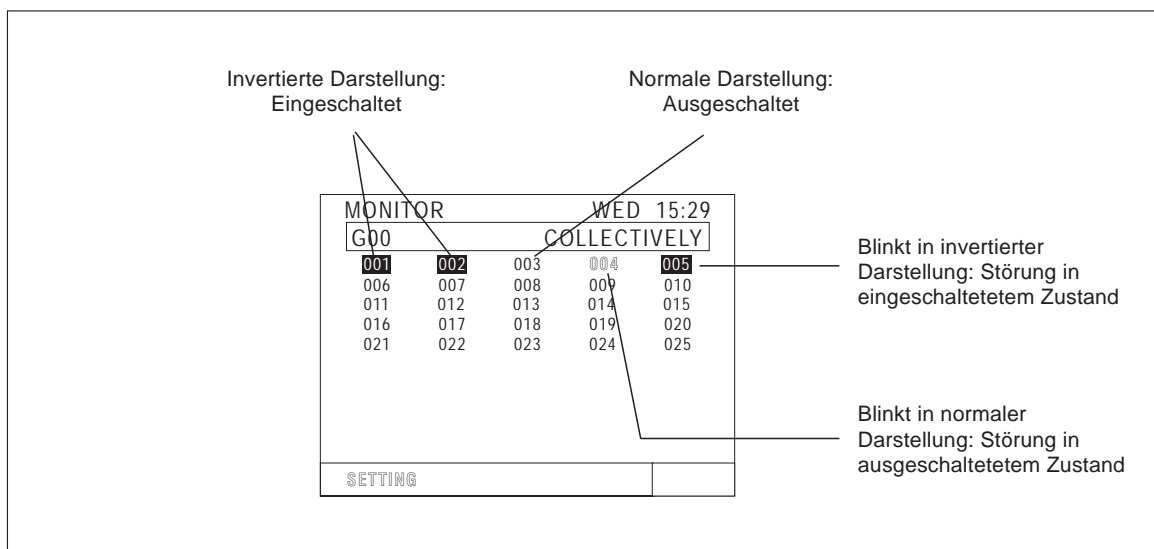 Invertierte Darstellung:
Eingeschaltet
Normale Darstellung:
Ausgeschaltet
MONITOR WED 15:29
G00 COLLECTIVELY
001 002 003 004 005
006 007 008 009 010
011 012 013 014 015
016 017 018 019 020
021 022 023 024 025
SETTING
Blinkt in invertierter
Darstellung: Störung in
eingeschaltetetem Zustand
Blinkt in normaler
Darstellung: Störung in
ausgeschaltetetem Zustand